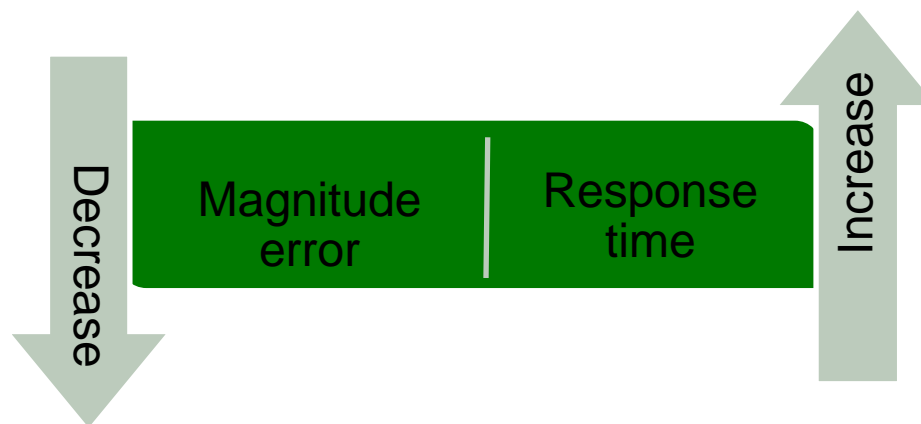 Decrease
Magnitude
error
Response
time
Increase